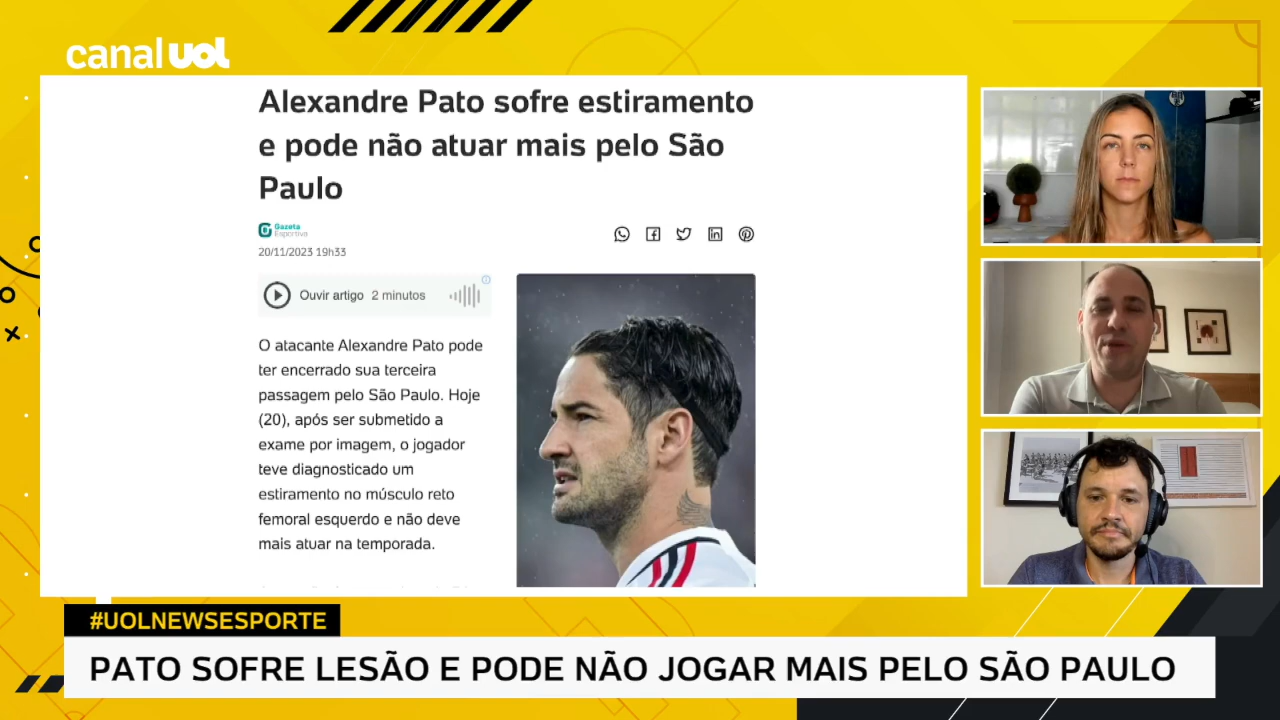 canal uol
Alexandre Pato sofre estiramento
e pode não atuar mais pelo São
Paulo
Gazeta
Esportiva
20/11/2023 19h33
Ouvir artigo 2 minutos
O atacante Alexandre Pato pode
ter encerrado sua terceira
passagem pelo São Paulo. Hoje
(20), após ser submetido a
exame por imagem, o jogador
teve diagnosticado um
estiramento no músculo reto
femoral esquerdo e não deve
mais atuar na temporada.
#UOLNEWSESPORTE
PATO SOFRE LESÃO E PODE NÃO JOGAR MAIS PELO SÃO PAULO